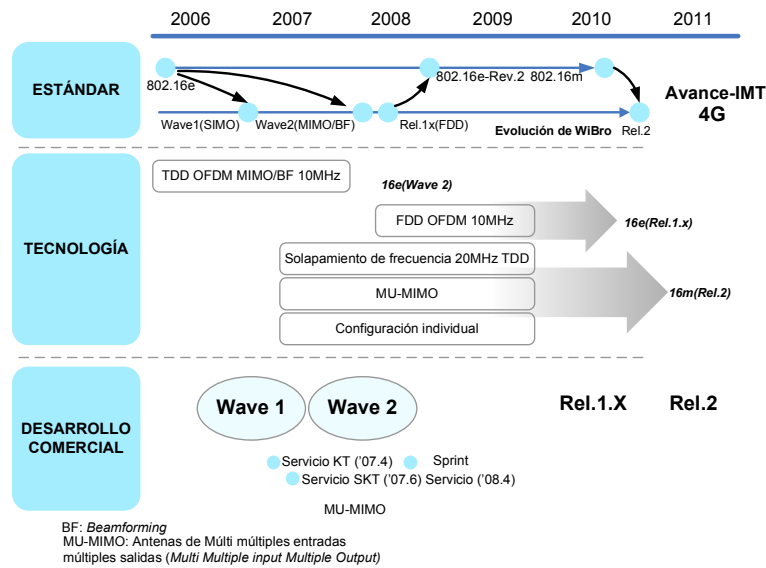 2006 2007 2008 2009 2010 2011
ESTÁNDAR
802.16e
802.16e-Rev.2 802.16m
Wave1(SIMO) Wave2(MIMO/BF) Rel.1x(FDD) Evolución de WiBro Rel.2
Avance-IMT
4G
TECNOLOGÍA
TDD OFDM MIMO/BF 10MHz
16e(Wave 2)
FDD OFDM 10MHz
16e(Rel.1.x)
Solapamiento de frecuencia 20MHz TDD
MU-MIMO
16m(Rel.2)
Configuración individual
DESARROLLO
COMERCIAL
Wave 1 Wave 2 Rel.1.X Rel.2
Servicio KT ('07.4) Sprint
Servicio SKT ('07.6) Servicio ('08.4)
MU-MIMO
BF: Beamforming
MU-MIMO: Antenas de Múlti múltiples entradas
múltiples salidas (Multi Multiple input Multiple Output)